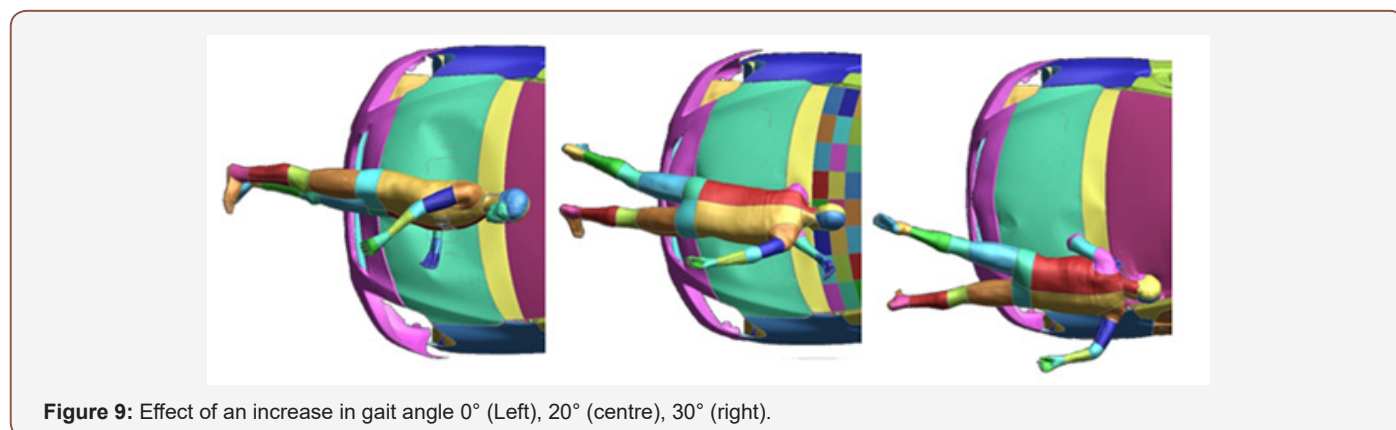 Figure 9: Effect of an increase in gait angle 0° (Left), 20° (centre), 30° (right).